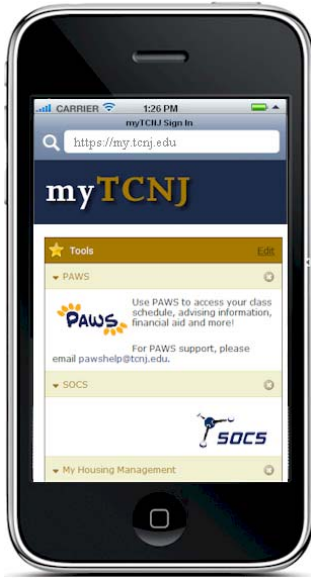 CARRIER 1:26 PM
myTCNJ Sign In
https://my.tcnj.edu
myTCNJ
Tools Edit
PAWS
PAWS
Use PAWS to access your class
schedule, advising information,
financial aid and more!
For PAWS support, please
email pawshelp@tcnj.edu.
SOCS
SOCS
My Housing Management